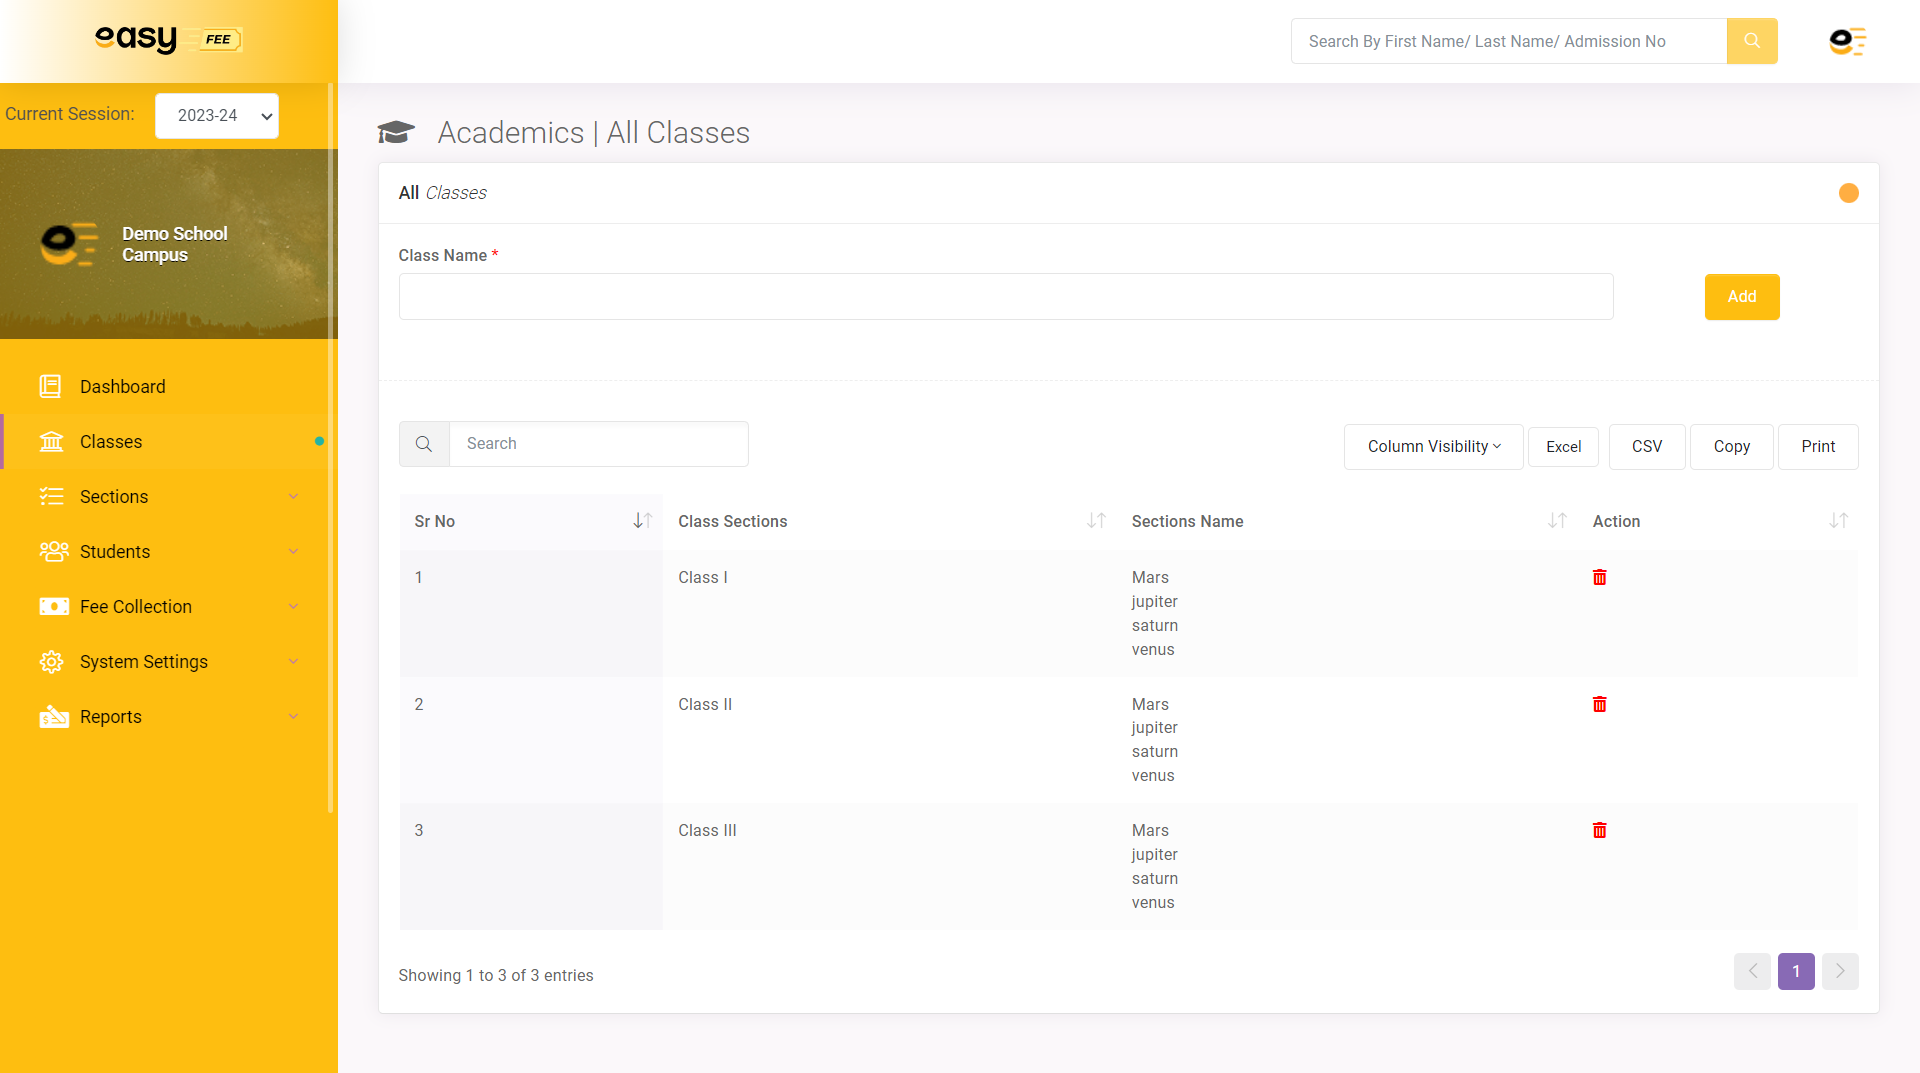 easy FEE
Search By First Name/ Last Name/ Admission No
Current Session: 2023-24
Demo School
Campus
Dashboard
Classes
Sections
Students
Fee Collection
System Settings
Reports
Academics | All Classes
All Classes
Class Name *
Add
Search
Column Visibility
Excel
CSV
Copy
Print
Sr No Class Sections Sections Name Action
1 Class I Mars
jupiter
saturn
venus
2 Class II Mars
jupiter
saturn
venus
3 Class III Mars
jupiter
saturn
venus
Showing 1 to 3 of 3 entries
1